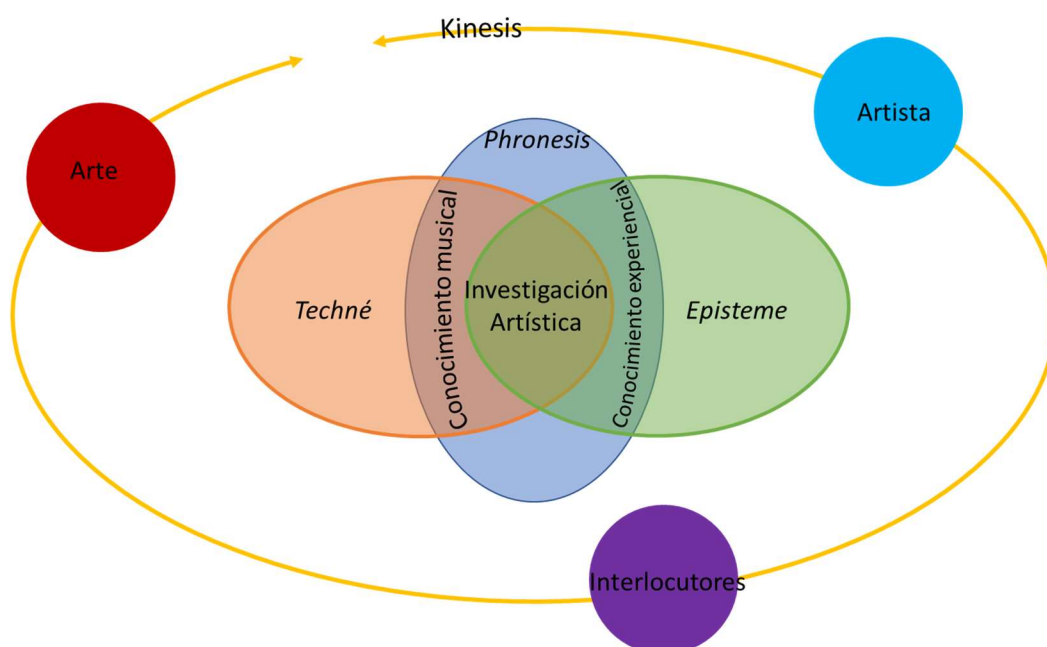 Kinesis
Artista
Arte
Phronesis
Techné
Conocimiento musical
Investigación
Artística
Conocimiento experiencial
Episteme
Interlocutores